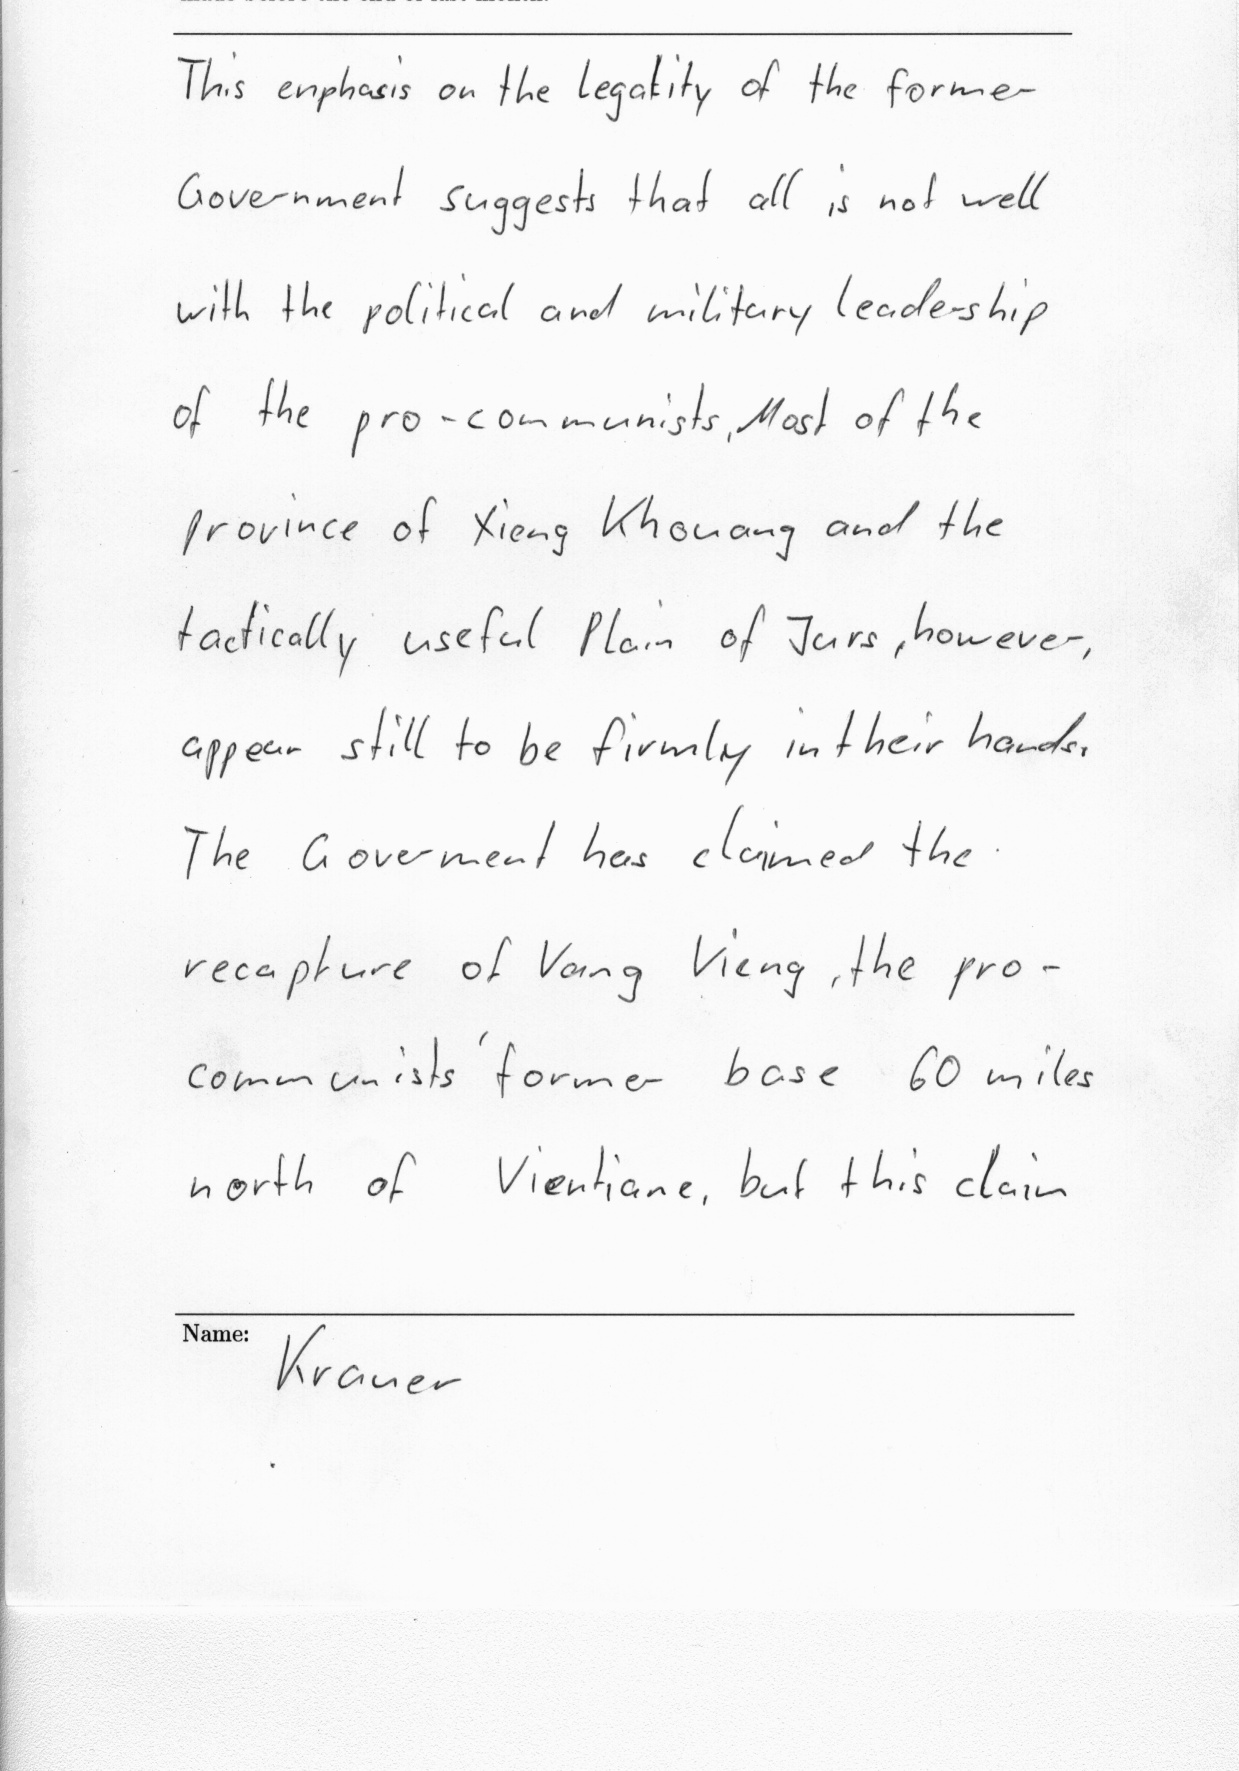 This enphasis on the legality of the former
Government suggests that all is not well
with the political and military leadership
of the pro-communists, Most of the
province of Xieng Khouang and the
tactically useful Plain of Jars, however,
appear still to be firmly in their hands.
The Goverment has claimed the
recapture of Vang Vieng, the pro-
communists' former base 60 miles
north of Vientiane, but this claim
Name:
Krauer